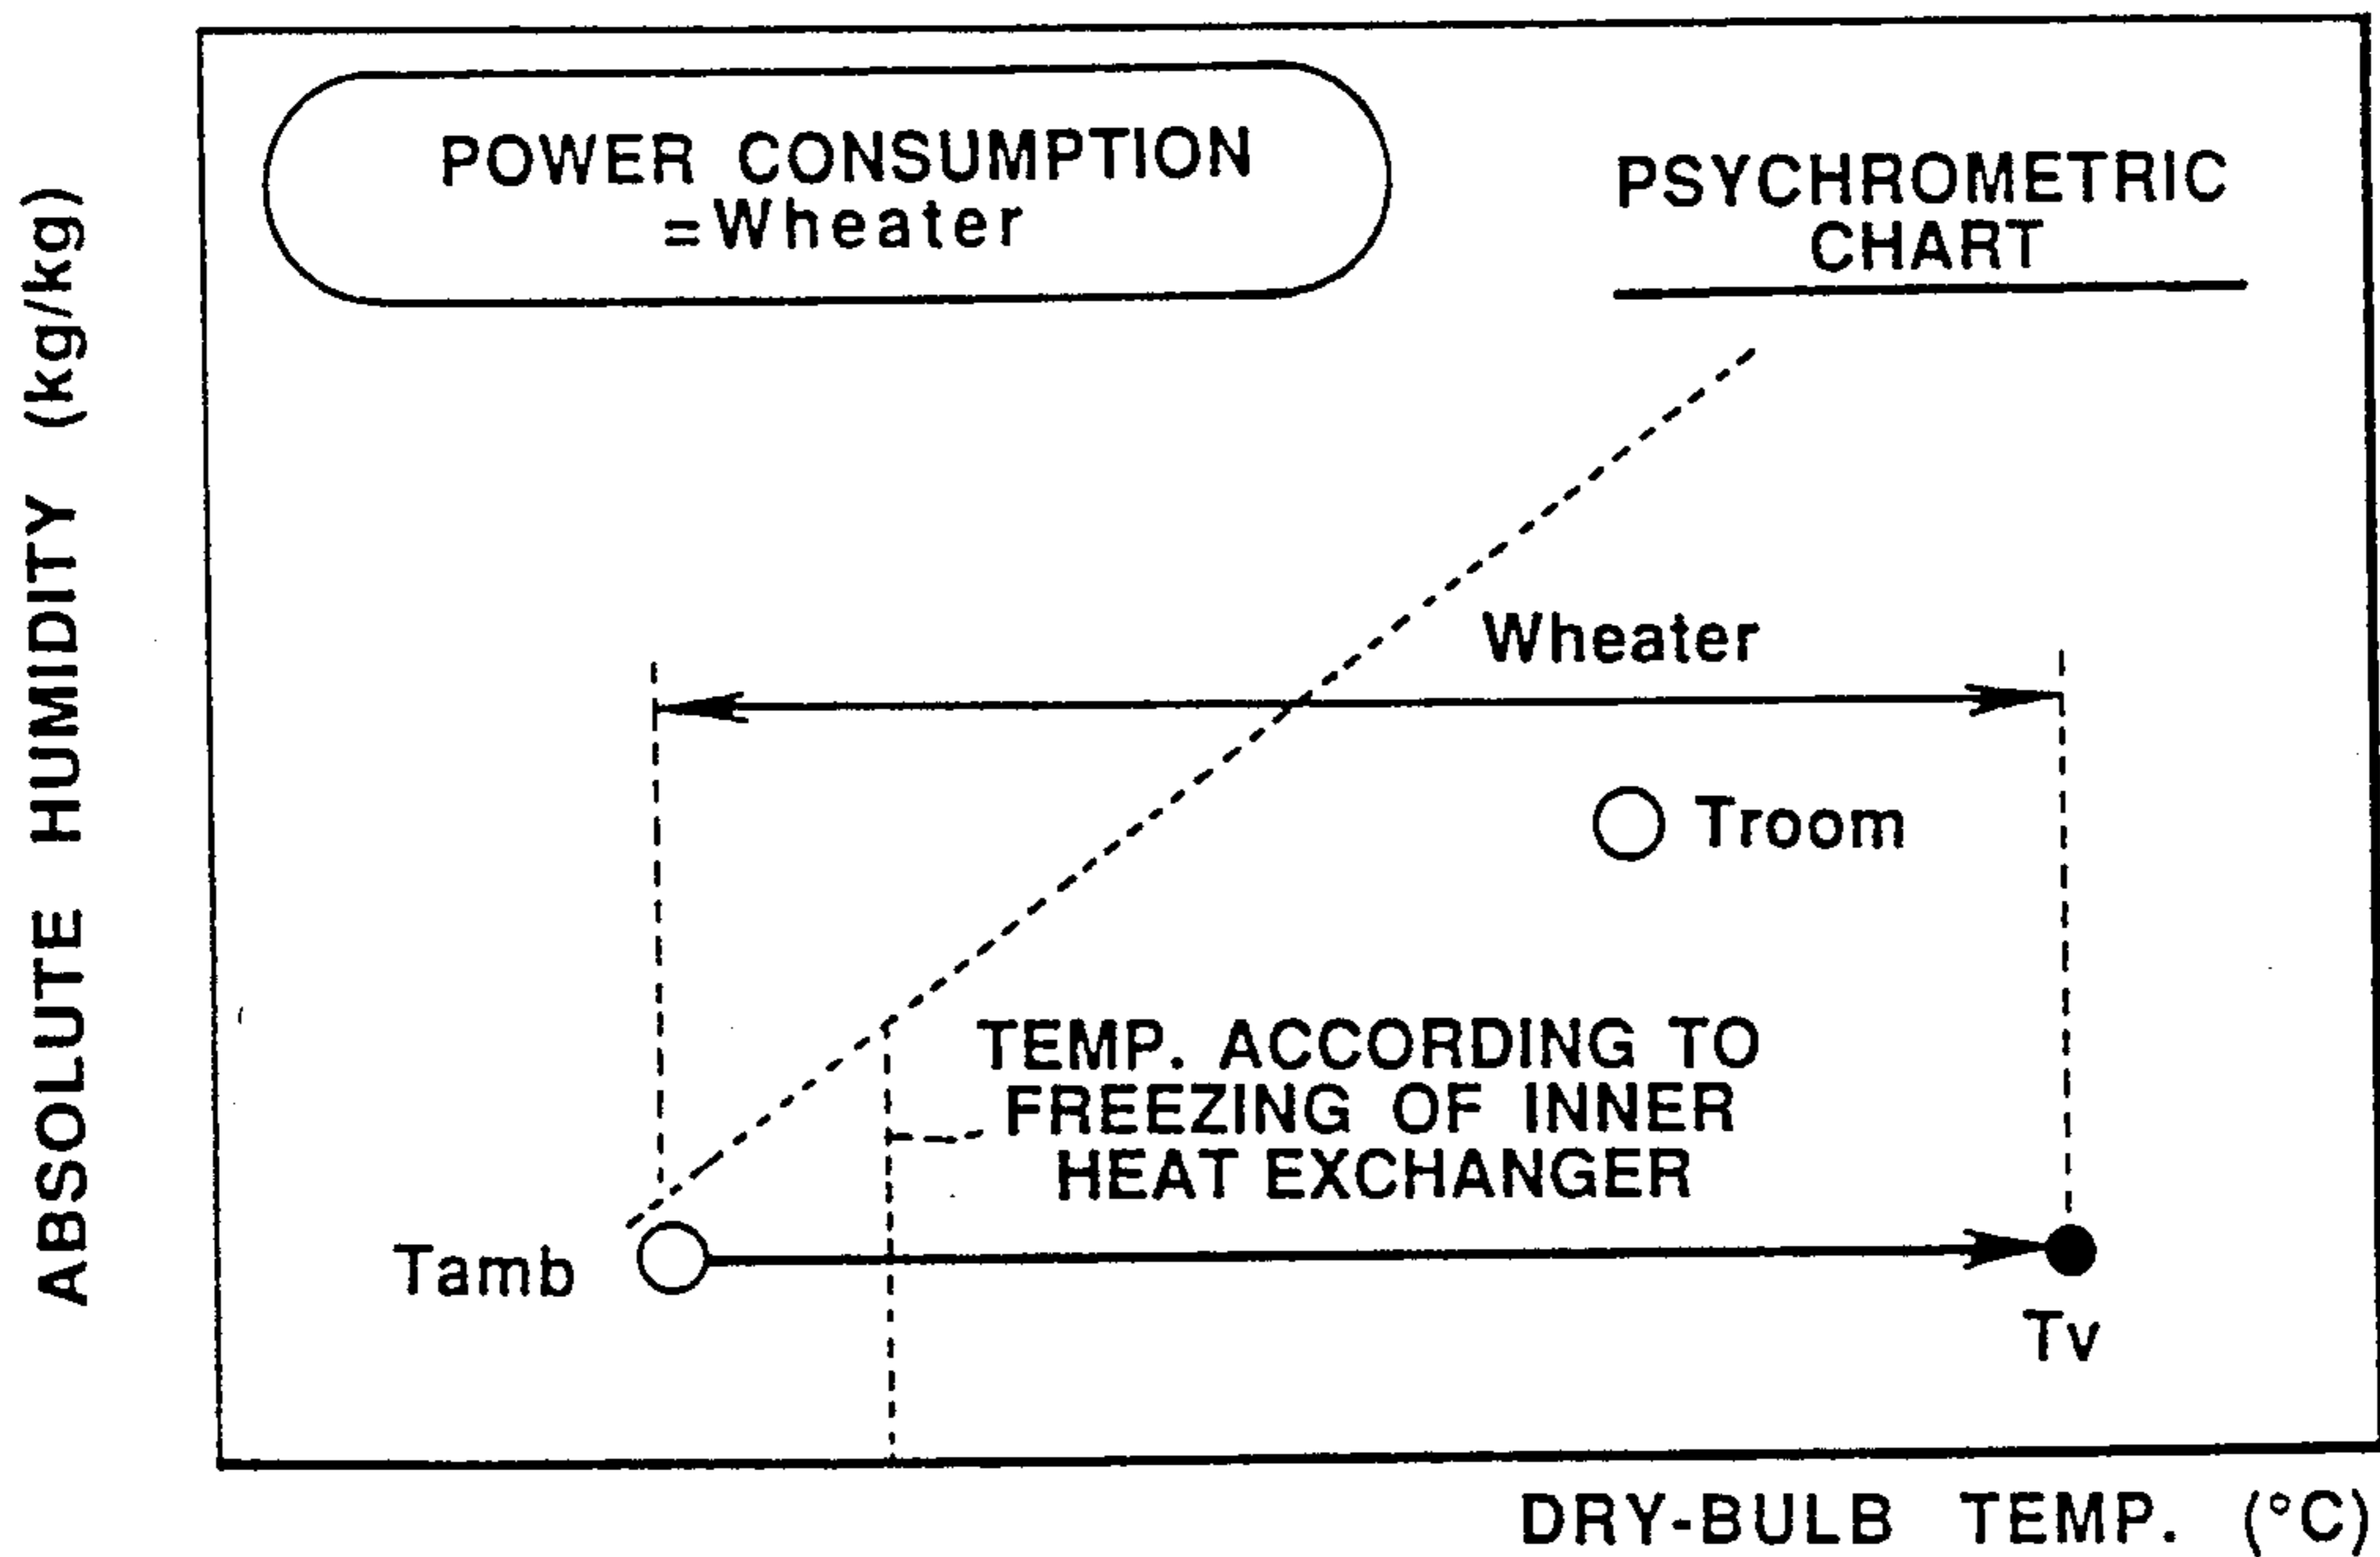 POWER CONSUMPTION
=Wheater
PSYCHROMETRIC
CHART
ABSOLUTE HUMIDITY (kg/kg)
Wheater
Troom
TEMP. ACCORDING TO
FREEZING OF INNER
HEAT EXCHANGER
Tamb
Tv
DRY-BULB TEMP. (°C)